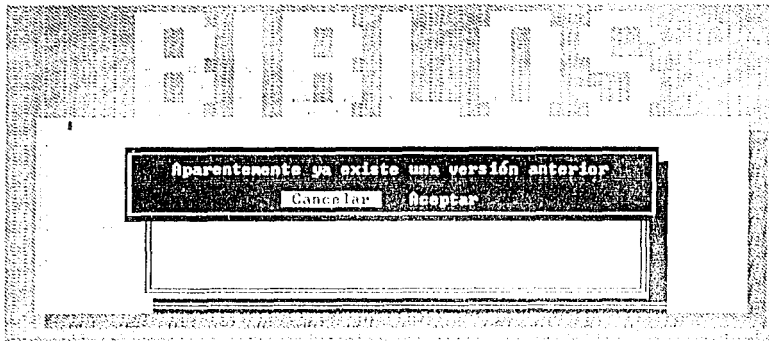 BIBLOS
Aparentemente ya existe una versión anterior
Cancelar Aceptar